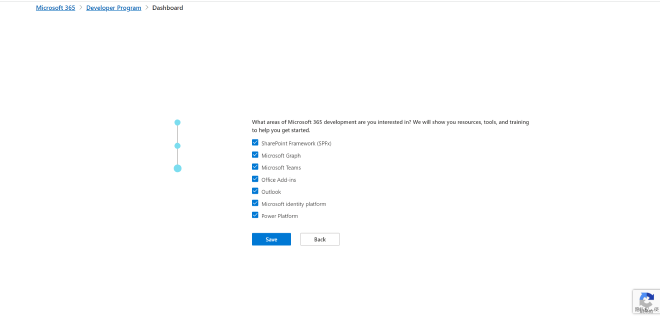 Microsoft 365 > Developer Program > Dashboard
What areas of Microsoft 365 development are you interested in? We will show you resources, tools, and training
to help you get started.
SharePoint Framework (SPFx)
Microsoft Graph
Microsoft Teams
Office Add-ins
Outlook
Microsoft identity platform
Power Platform
Save
Back